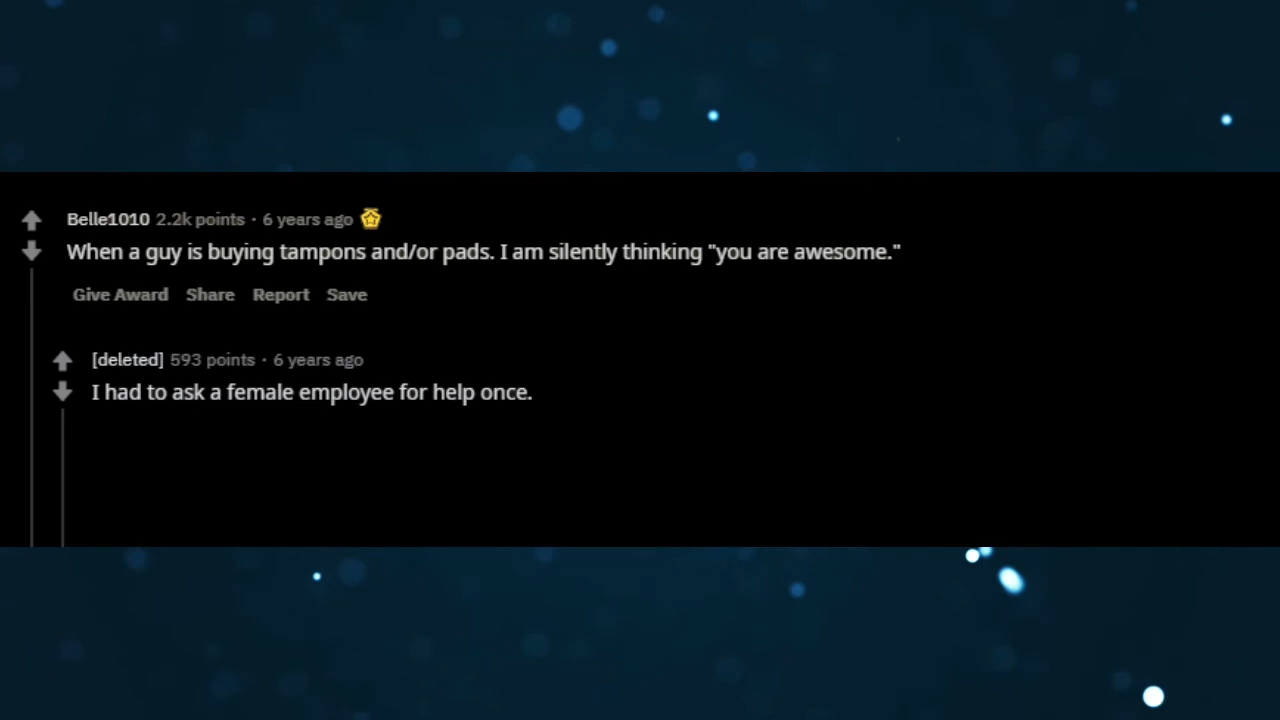 Belle1010 2.2k points · 6 years ago
When a guy is buying tampons and/or pads. I am silently thinking "you are awesome."
Give Award Share Report Save
[deleted] 593 points · 6 years ago
I had to ask a female employee for help once.